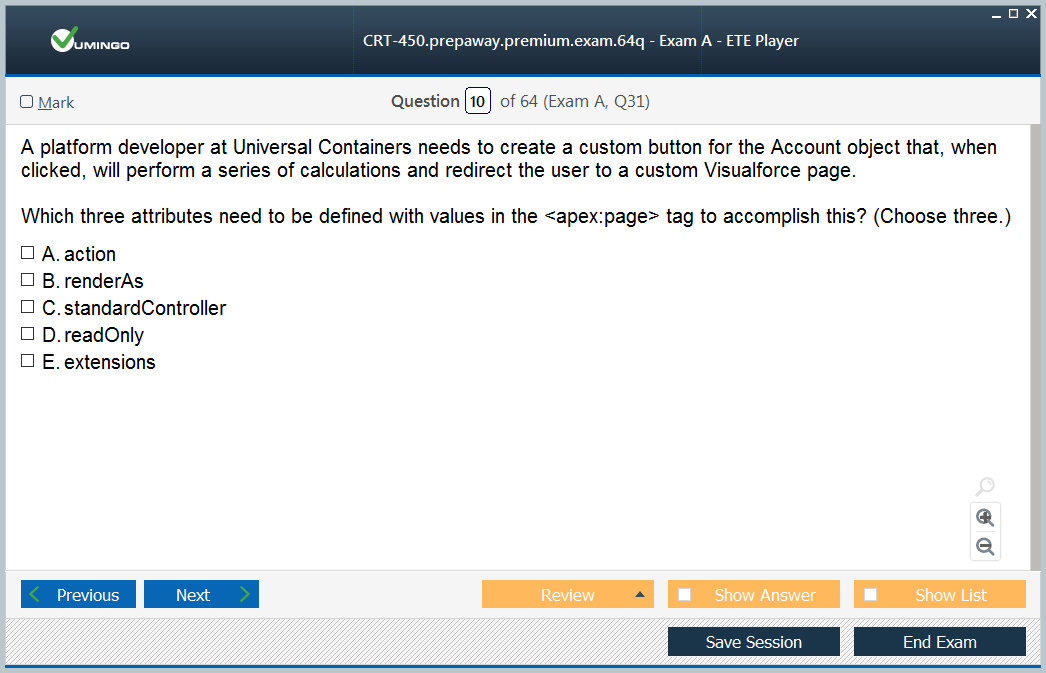 VUMINGO
CRT-450.prepaway.premium.exam.64q - Exam A - ETE Player
Mark
Question 10 of 64 (Exam A, Q31)
A platform developer at Universal Containers needs to create a custom button for the Account object that, when
clicked, will perform a series of calculations and redirect the user to a custom Visualforce page.
Which three attributes need to be defined with values in the <apex:page> tag to accomplish this? (Choose three.)
A. action
B. renderAs
C. standardController
D. readOnly
E. extensions
Previous
Next
Review
Show Answer
Show List
Save Session
End Exam